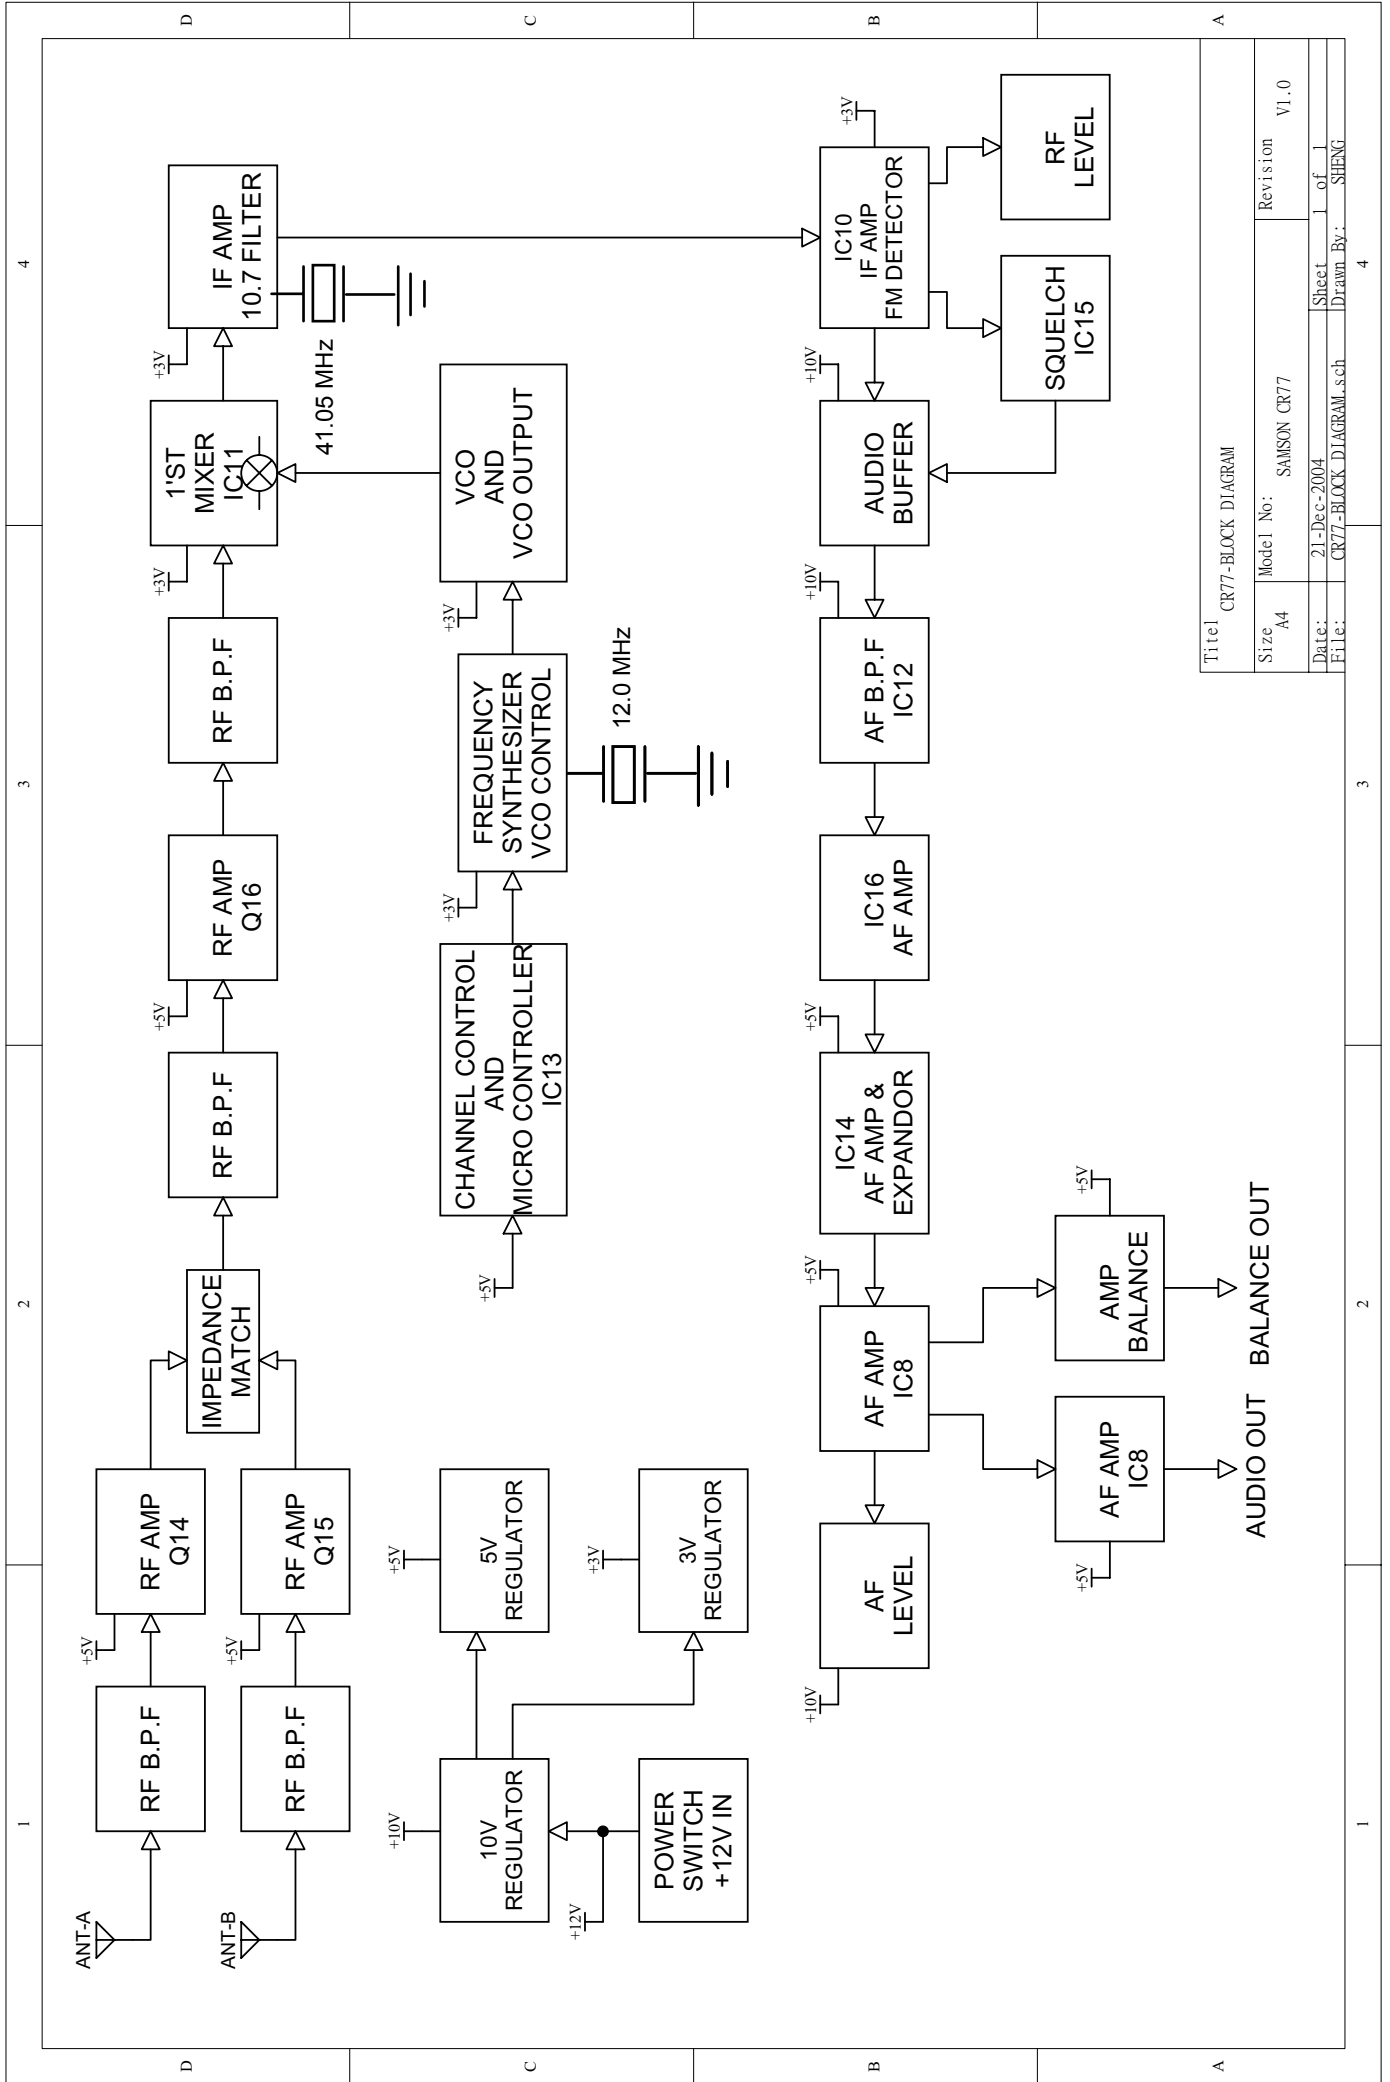 1
2
3
4
D
C
B
A
ANT-A
RF B.P.F
+5V
RF AMP
Q14
ANT-B
RF B.P.F
+5V
RF AMP
Q15
IMPEDANCE
MATCH
RF B.P.F
+5V
RF AMP
Q16
RF B.P.F
+3V
1'ST
MIXER
IC11
+3V
IF AMP
10.7 FILTER
41.05 MHz
+10V
10V
REGULATOR
+12V
POWER
SWITCH
+12V IN
+5V
5V
REGULATOR
+3V
3V
REGULATOR
+5V
CHANNEL CONTROL
AND
MICRO CONTROLLER
IC13
+3V
FREQUENCY
SYNTHESIZER
VCO CONTROL
12.0 MHz
+3V
VCO
AND
VCO OUTPUT
+10V
AF
LEVEL
+5V
AF AMP
IC8
+5V
IC14
AF AMP &
EXPANDOR
IC16
AF AMP
+10V
AF B.P.F
IC12
+10V
AUDIO
BUFFER
+3V
IC10
IF AMP
FM DETECTOR
SQUELCH
IC15
RF
LEVEL
+5V
AF AMP
IC8
AUDIO OUT
+5V
AMP
BALANCE
BALANCE OUT
Titel
CR77-BLOCK DIAGRAM
Size
A4
Model No:
SAMSON CR77
Revision
V1.0
Date:
21-Dec-2004
Sheet 1 of 1
File:
CR77-BLOCK DIAGRAM.sch
Drawn By: SHENG
D
C
B
A
1
2
3
4